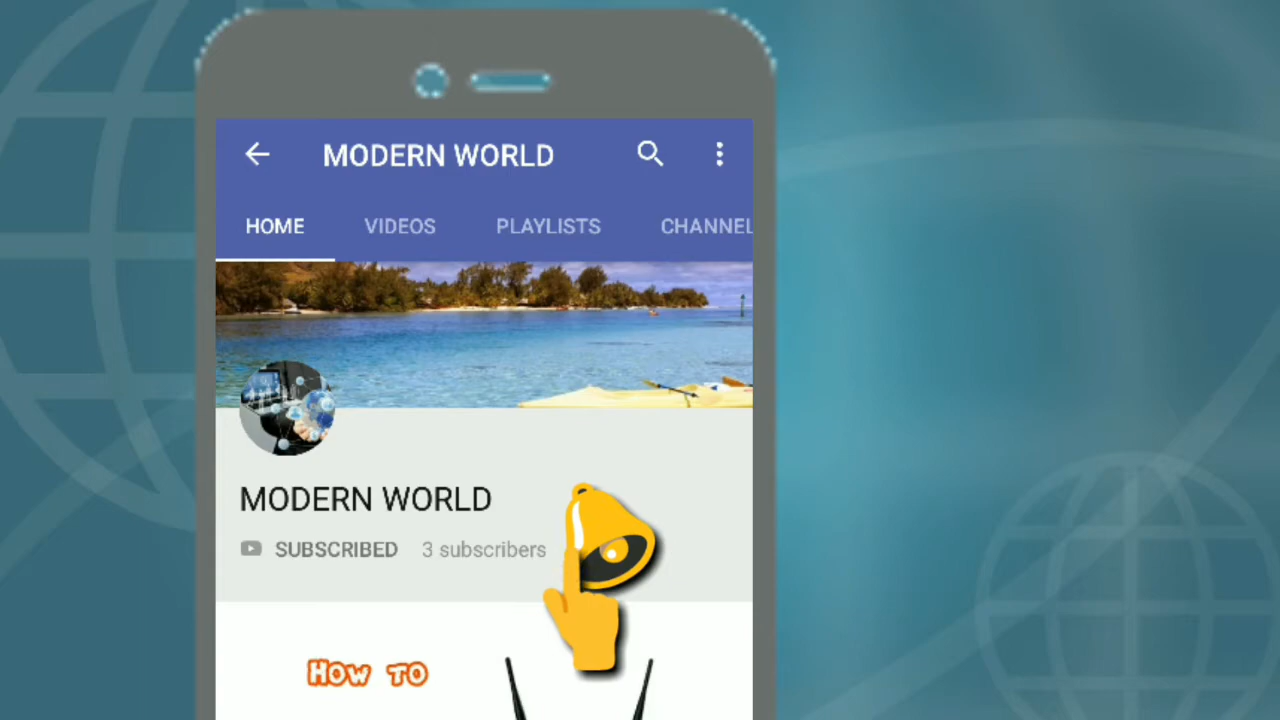 MODERN WORLD
HOME VIDEOS PLAYLISTS CHANNEL
MODERN WORLD
SUBSCRIBED 3 subscribers
How to